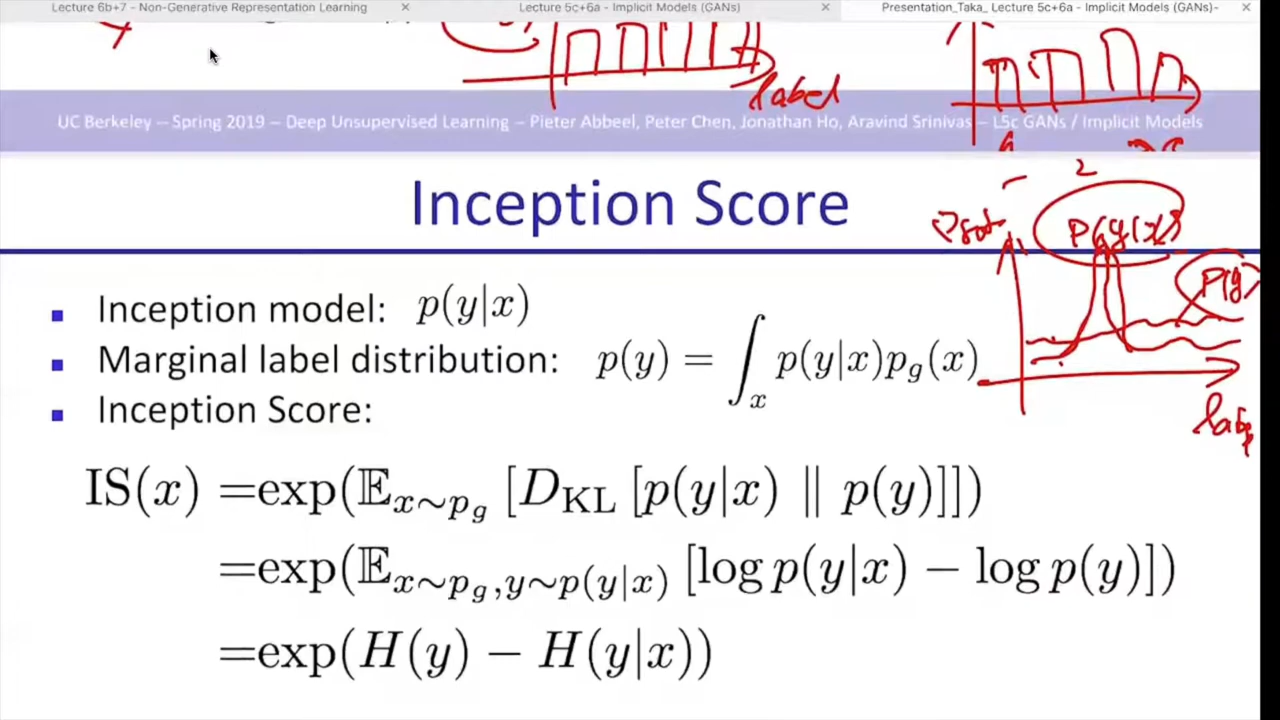 Lecture 6b+7 - Non-Generative Representation Learning
Lecture 5c+6a - Implicit Models (GANs)
Presentation_Taka_ Lecture 5c+6a - Implicit Models (GANs)-
label
UC Berkeley – Spring 2019 – Deep Unsupervised Learning – Pieter Abbeel, Peter Chen, Jonathan Ho, Aravind Srinivas – L5c GANs / Implicit Models
2
Inception Score
P(y|x)
P(y)
▪ Inception model: p(y|x)
▪ Marginal label distribution: p(y) = ∫ₓ p(y|x)p_g(x)
▪ Inception Score:
label
IS(x) =exp(𝔼_{x∼p_g} [D_KL [p(y|x) ∥ p(y)]])
=exp(𝔼_{x∼p_g,y∼p(y|x)} [log p(y|x) − log p(y)])
=exp(H(y) − H(y|x))